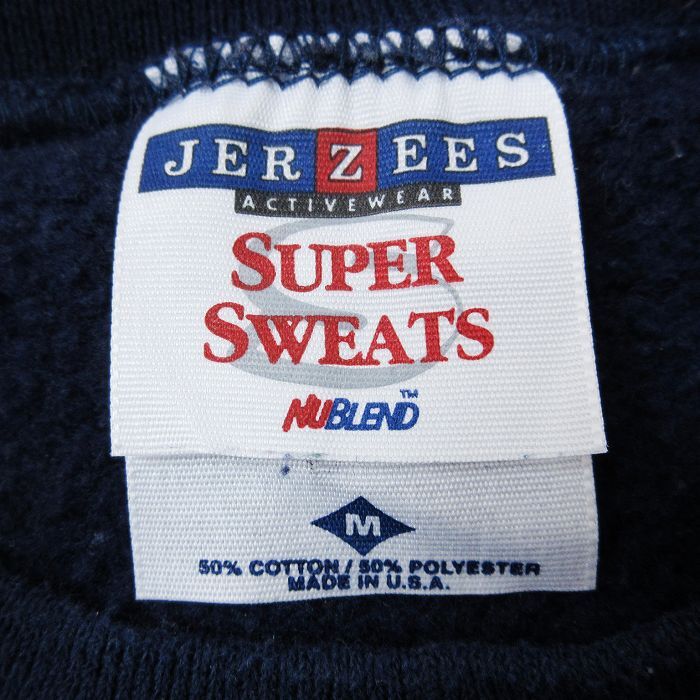 JERZEES
ACTIVEWEAR
SUPER
SWEATS
NUBLEND™
M
50% COTTON / 50% POLYESTER
MADE IN U.S.A.